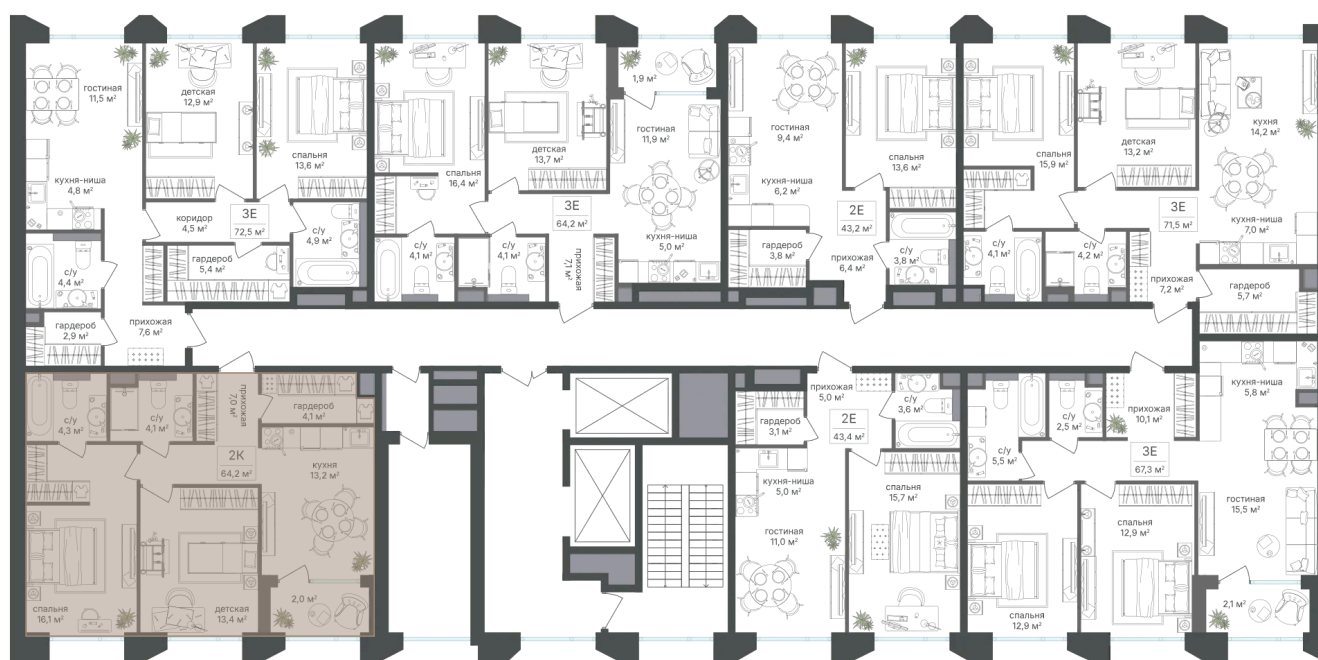 гостиная
11,5 м²
кухня-ниша
4,8 м²
с/у
4,4 м²
гардероб
2,9 м²
прихожая
7,6 м²
детская
12,9 м²
спальня
13,6 м²
коридор
4,5 м²
3Е
72,5 м²
гардероб
5,4 м²
с/у
4,9 м²
спальня
16,4 м²
детская
13,7 м²
1,9 м²
гостиная
11,9 м²
3Е
64,2 м²
кухня-ниша
5,0 м²
с/у
4,1 м²
с/у
4,1 м²
прихожая
7,1 м²
гостиная
9,4 м²
кухня-ниша
6,2 м²
спальня
13,6 м²
2Е
43,2 м²
гардероб
3,8 м²
прихожая
6,4 м²
с/у
3,8 м²
спальня
15,9 м²
детская
13,2 м²
кухня
14,2 м²
3Е
71,5 м²
кухня-ниша
7,0 м²
с/у
4,1 м²
с/у
4,2 м²
прихожая
7,2 м²
гардероб
5,7 м²
с/у
4,3 м²
с/у
4,1 м²
прихожая
7,0 м²
гардероб
4,1 м²
2К
64,2 м²
кухня
13,2 м²
спальня
16,1 м²
детская
13,4 м²
2,0 м²
прихожая
5,0 м²
гардероб
3,1 м²
2Е
43,4 м²
с/у
3,6 м²
кухня-ниша
5,0 м²
гостиная
11,0 м²
спальня
15,7 м²
с/у
5,5 м²
с/у
2,5 м²
прихожая
10,1 м²
3Е
67,3 м²
кухня-ниша
5,8 м²
гостиная
15,5 м²
спальня
12,9 м²
спальня
12,9 м²
2,1 м²